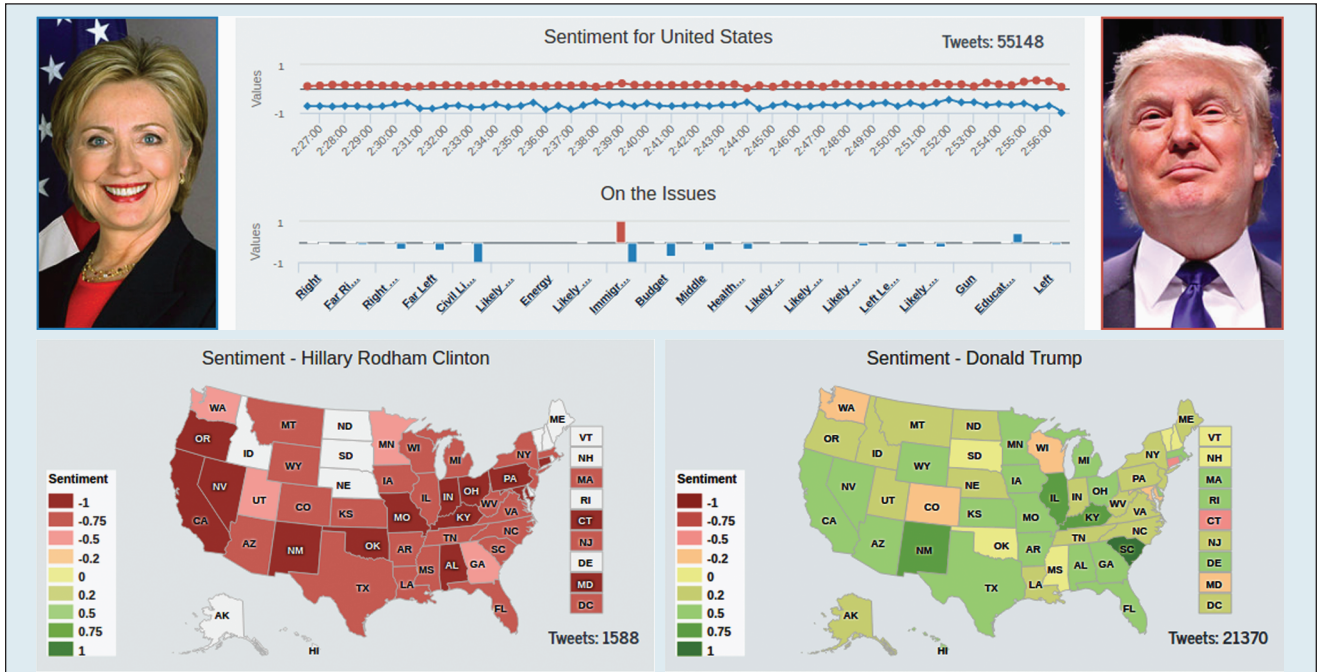 Sentiment for United States
Tweets: 55148
Values
1
-1
2:27:00
2:28:00
2:29:00
2:30:00
2:31:00
2:32:00
2:33:00
2:34:00
2:35:00
2:36:00
2:37:00
2:38:00
2:39:00
2:40:00
2:41:00
2:42:00
2:43:00
2:44:00
2:45:00
2:46:00
2:47:00
2:48:00
2:49:00
2:50:00
2:51:00
2:52:00
2:53:00
2:54:00
2:55:00
2:56:00
On the Issues
Values
1
-1
Right
Far Ri...
Right ...
Far Left
Civil Li...
Likely ...
Energy
Likely ...
Immigr...
Budget
Middle
Health...
Likely ...
Likely ...
Likely ...
Left Le...
Likely ...
Gun
Educat...
Left
Sentiment - Hillary Rodham Clinton
WA
OR
CA
NV
ID
MT
WY
UT
AZ
CO
NM
ND
SD
NE
KS
OK
TX
MN
IA
MO
AR
LA
WI
IL
MS
MI
IN
KY
TN
AL
OH
WV
GA
FL
SC
NC
VA
PA
NY
ME
AK
HI
VT
NH
MA
RI
CT
NJ
DE
MD
DC
Sentiment
-1
-0.75
-0.5
-0.2
0
0.2
0.5
0.75
1
Tweets: 1588
Sentiment - Donald Trump
WA
OR
CA
NV
ID
MT
WY
UT
AZ
CO
NM
ND
SD
NE
KS
OK
TX
MN
IA
MO
AR
LA
WI
IL
MS
MI
IN
KY
TN
AL
OH
WV
GA
FL
SC
NC
VA
PA
NY
ME
AK
HI
VT
NH
MA
RI
CT
NJ
DE
MD
DC
Sentiment
-1
-0.75
-0.5
-0.2
0
0.2
0.5
0.75
1
Tweets: 21370